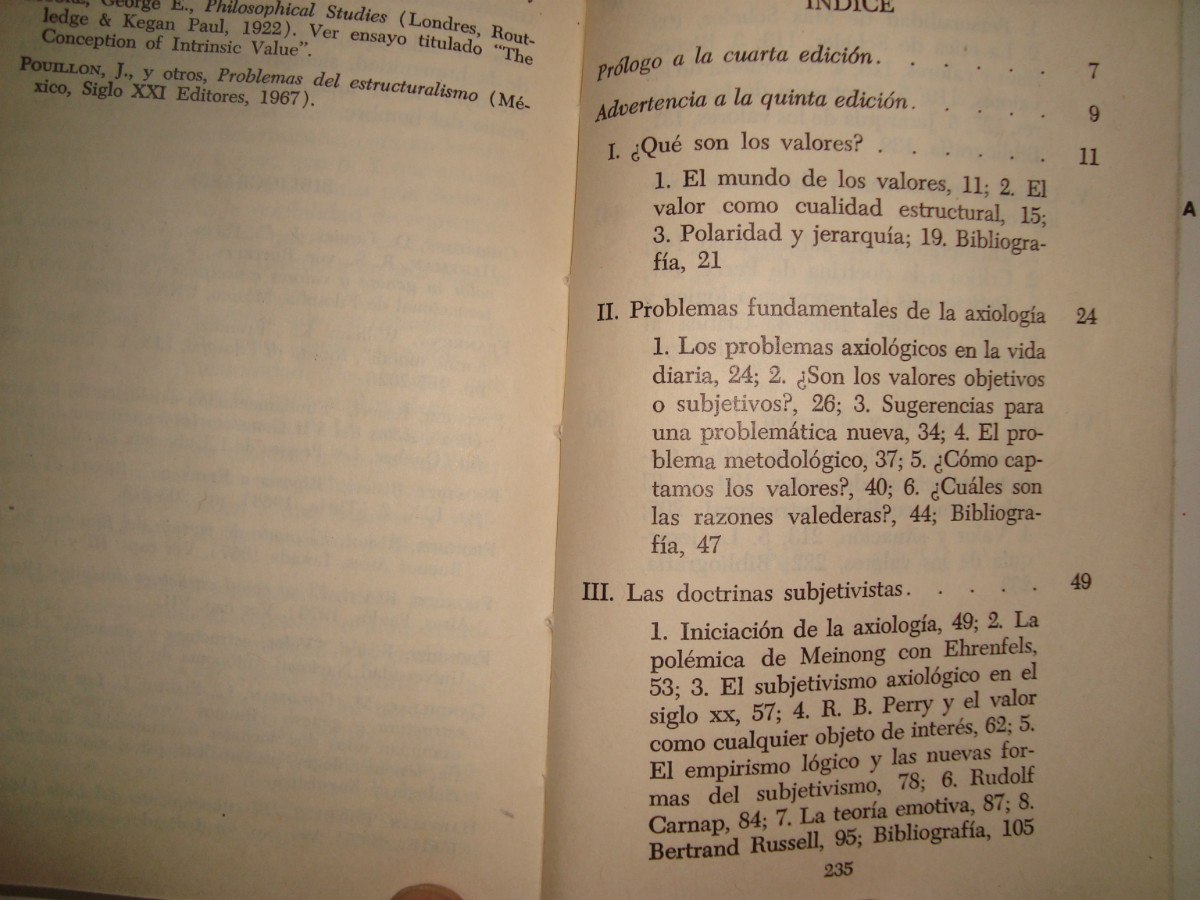 George E., Philosophical Studies (Londres, Rout-
ledge & Kegan Paul, 1922). Ver ensayo titulado “The
Conception of Intrinsic Value”.
POUILLON, J., y otros, Problemas del estructuralismo (Mé-
xico, Siglo XXI Editores, 1967).
INDICE
Prólogo a la cuarta edición. . . . . . 7
Advertencia a la quinta edición. . . . . 9
I. ¿Qué son los valores? . . . . . . 11
1. El mundo de los valores, 11; 2. El
valor como cualidad estructural, 15;
3. Polaridad y jerarquía; 19. Bibliogra-
fía, 21
II. Problemas fundamentales de la axiología 24
1. Los problemas axiológicos en la vida
diaria, 24; 2. ¿Son los valores objetivos
o subjetivos?, 26; 3. Sugerencias para
una problemática nueva, 34; 4. El pro-
blema metodológico, 37; 5. ¿Cómo cap-
tamos los valores?, 40; 6. ¿Cuáles son
las razones valederas?, 44; Bibliogra-
fía, 47
III. Las doctrinas subjetivistas. . . . . 49
1. Iniciación de la axiología, 49; 2. La
polémica de Meinong con Ehrenfels,
53; 3. El subjetivismo axiológico en el
siglo XX, 57; 4. R. B. Perry y el valor
como cualquier objeto de interés, 62; 5.
El empirismo lógico y las nuevas for-
mas del subjetivismo, 78; 6. Rudolf
Carnap, 84; 7. La teoría emotiva, 87; 8.
Bertrand Russell, 95; Bibliografía, 105
235
A